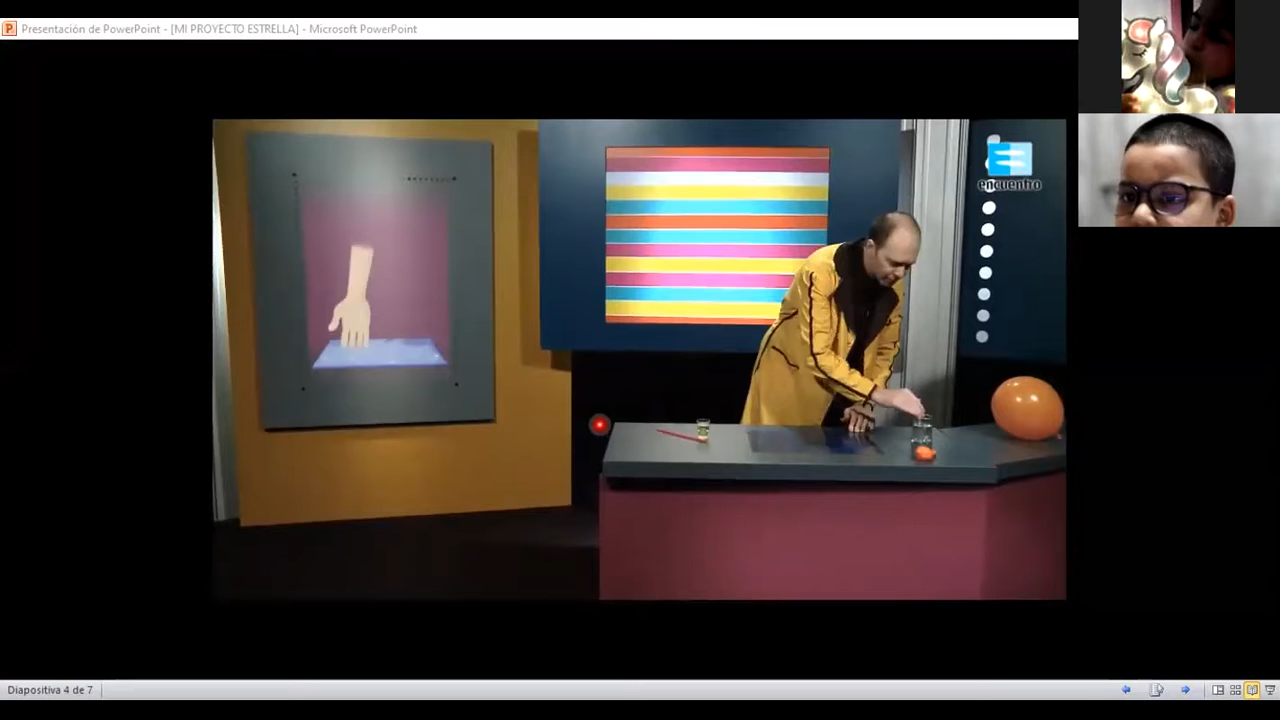 Presentación de PowerPoint - [MI PROYECTO ESTRELLA] - Microsoft PowerPoint
encuentro
Diapositiva 4 de 7